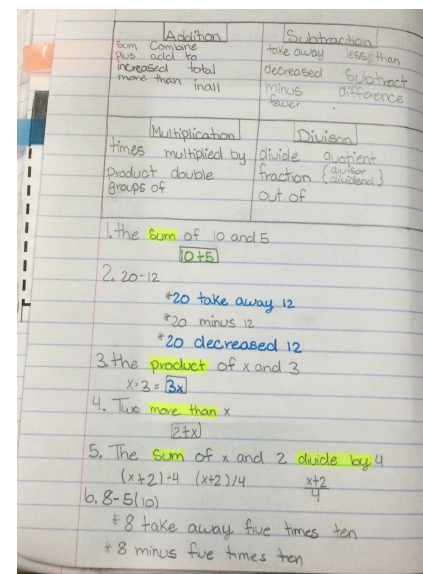 Addition
Sum Combine
plus add to
increased total
more than inall
Subtraction
take away less than
decreased subtract
minus difference
fewer
Multiplication
times multiplied by
Product double
groups of
Divison
divide quotient
fraction {divisor
dividend}
out of
1. the Sum of 10 and 5
10+5
2. 20-12
*20 take away 12
*20 minus 12
*20 decreased 12
3. the product of x and 3
x·3 = 3x
4. Two more than x
2+x
5. The Sum of x and 2 divide by 4
(x+2)÷4 (x+2)/4 x+2
4
6. 8-5(10)
*8 take away five times ten
*8 minus five times ten